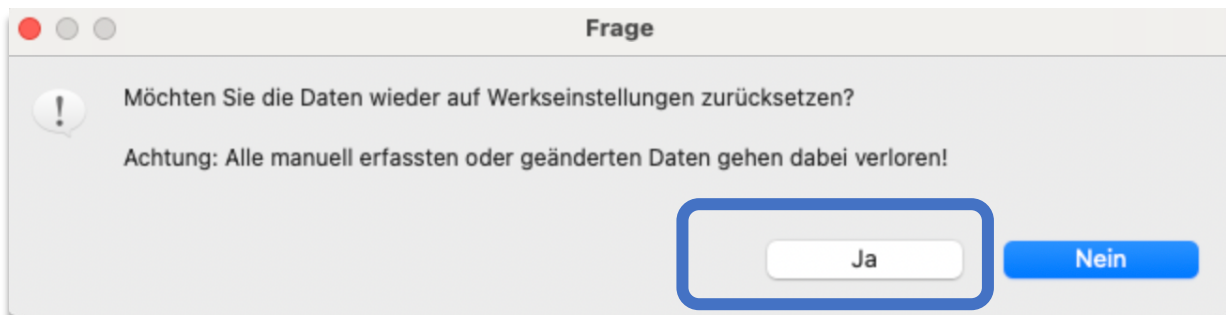 Frage
Möchten Sie die Daten wieder auf Werkseinstellungen zurücksetzen?
Achtung: Alle manuell erfassten oder geänderten Daten gehen dabei verloren!
Ja
Nein